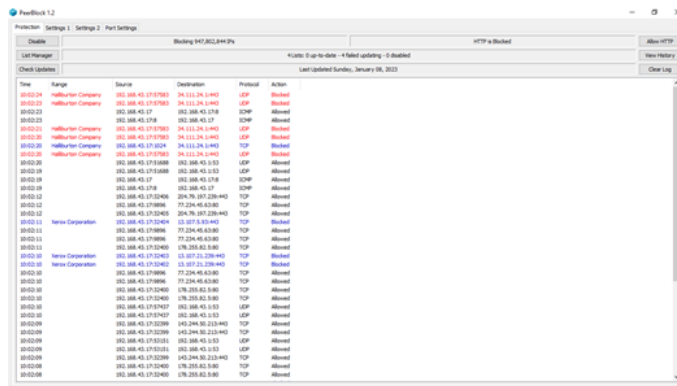 PeerBlock 1.2
Protection Settings 1 Settings 2 Port Settings
Disable Blocking 947,802,844 IPs HTTP is Blocked Allow HTTP
List Manager 4 Lists: 0 up-to-date - 4 failed updating - 0 disabled View History
Check Updates Last Updated Sunday, January 08, 2023 Clear Log
Time Range Source Destination Protocol Action
10:02:24 Halliburton Company 192.168.43.17:57583 34.111.24.1:443 UDP Blocked
10:02:23 Halliburton Company 192.168.43.17:57583 34.111.24.1:443 UDP Blocked
10:02:23 192.168.43.17 192.168.43.17:8 ICMP Allowed
10:02:23 192.168.43.17:8 192.168.43.17 ICMP Allowed
10:02:21 Halliburton Company 192.168.43.17:57583 34.111.24.1:443 UDP Blocked
10:02:20 Halliburton Company 192.168.43.17:57583 34.111.24.1:443 UDP Blocked
10:02:20 Halliburton Company 192.168.43.17:1024 34.111.24.1:443 TCP Blocked
10:02:20 Halliburton Company 192.168.43.17:57583 34.111.24.1:443 UDP Blocked
10:02:20 192.168.43.17:51688 192.168.43.1:53 UDP Allowed
10:02:19 192.168.43.17:51688 192.168.43.1:53 UDP Allowed
10:02:19 192.168.43.17 192.168.43.17:8 ICMP Allowed
10:02:19 192.168.43.17:8 192.168.43.17 ICMP Allowed
10:02:12 192.168.43.17:32406 204.79.197.239:443 TCP Allowed
10:02:12 192.168.43.17:9896 77.234.45.63:80 TCP Allowed
10:02:12 192.168.43.17:32405 204.79.197.239:443 TCP Allowed
10:02:11 Xerox Corporation 192.168.43.17:32404 13.107.5.93:443 TCP Blocked
10:02:11 192.168.43.17:9896 77.234.45.63:80 TCP Allowed
10:02:11 192.168.43.17:9896 77.234.45.63:80 TCP Allowed
10:02:11 192.168.43.17:32400 178.255.82.5:80 TCP Allowed
10:02:10 Xerox Corporation 192.168.43.17:32403 13.107.21.239:443 TCP Blocked
10:02:10 Xerox Corporation 192.168.43.17:32402 13.107.21.239:443 TCP Blocked
10:02:10 192.168.43.17:9896 77.234.45.63:80 TCP Allowed
10:02:10 192.168.43.17:9896 77.234.45.63:80 TCP Allowed
10:02:10 192.168.43.17:32400 178.255.82.5:80 TCP Allowed
10:02:10 192.168.43.17:32400 178.255.82.5:80 TCP Allowed
10:02:10 192.168.43.17:57437 192.168.43.1:53 UDP Allowed
10:02:10 192.168.43.17:57437 192.168.43.1:53 UDP Allowed
10:02:09 192.168.43.17:32399 143.244.50.213:443 TCP Allowed
10:02:09 192.168.43.17:32399 143.244.50.213:443 TCP Allowed
10:02:09 192.168.43.17:53151 192.168.43.1:53 UDP Allowed
10:02:09 192.168.43.17:53151 192.168.43.1:53 UDP Allowed
10:02:09 192.168.43.17:32399 143.244.50.213:443 TCP Allowed
10:02:08 192.168.43.17:32400 178.255.82.5:80 TCP Allowed
10:02:08 192.168.43.17:32400 178.255.82.5:80 TCP Allowed